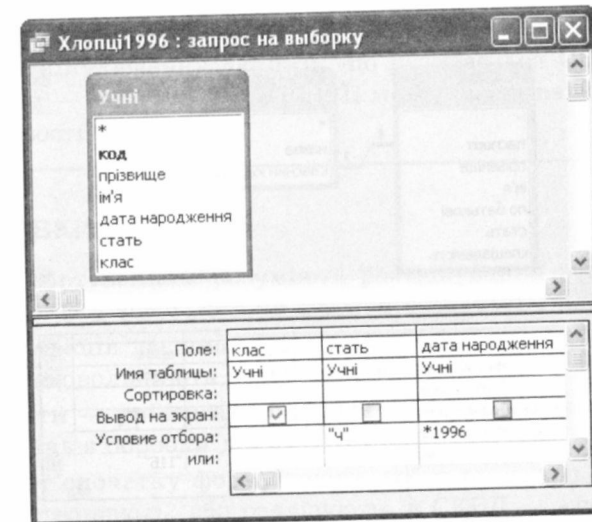 Хлопці1996 : запрос на выборку
Учні
*
код
прізвище
ім'я
дата народження
стать
клас
Поле: клас стать дата народження
Имя таблицы: Учні Учні Учні
Сортировка:
Вывод на экран:
Условие отбора: "ч" *1996
или: